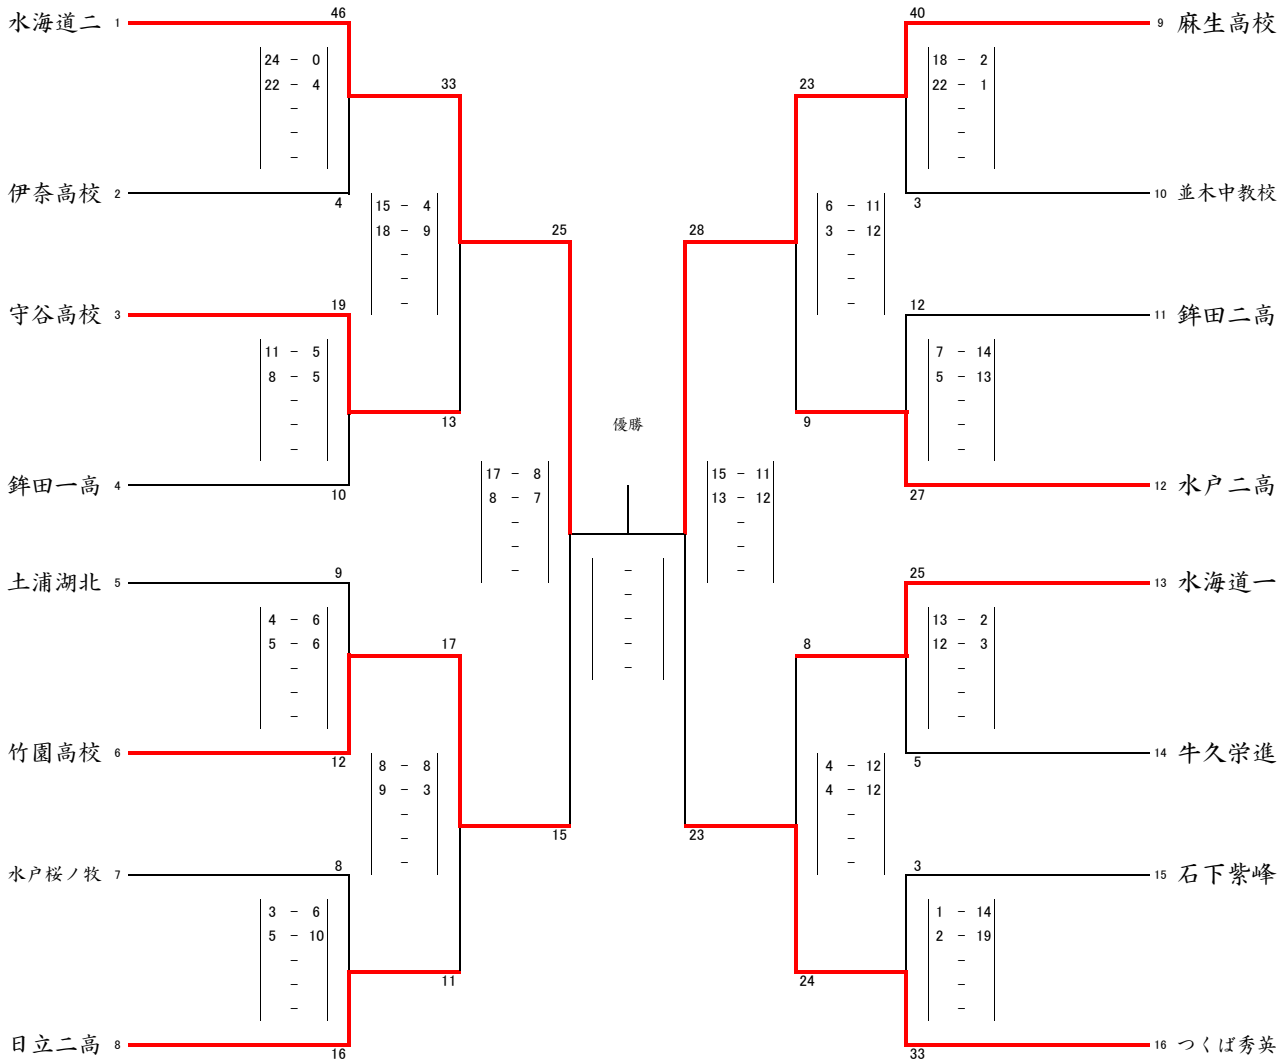 水海道二 1
46
24 - 0
22 - 4
-
-
-
伊奈高校 2
4
33
15 - 4
18 - 9
-
-
-
守谷高校 3
19
11 - 5
8 - 5
-
-
-
鉾田一高 4
10
13
25
17 - 8
8 - 7
-
-
-
土浦湖北 5
9
4 - 6
5 - 6
-
-
-
竹園高校 6
12
17
8 - 8
9 - 3
-
-
-
水戸桜ノ牧 7
8
3 - 6
5 - 10
-
-
-
日立二高 8
16
11
15
優勝
-
-
-
-
-
40
9 麻生高校
18 - 2
22 - 1
-
-
-
3
10 並木中教校
23
6 - 11
3 - 12
-
-
-
12
11 鉾田二高
7 - 14
5 - 13
-
-
-
27
12 水戸二高
9
28
15 - 11
13 - 12
-
-
-
25
13 水海道一
13 - 2
12 - 3
-
-
-
5
14 牛久栄進
8
4 - 12
4 - 12
-
-
-
3
15 石下紫峰
1 - 14
2 - 19
-
-
-
33
16 つくば秀英
24
23